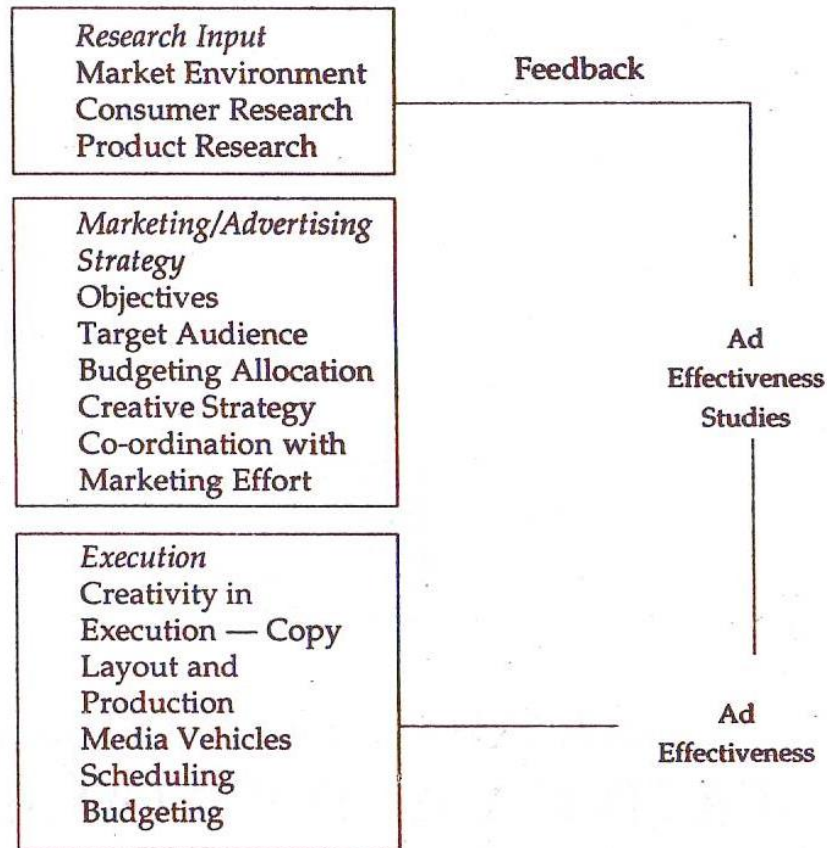 Research Input
Market Environment
Consumer Research
Product Research
Feedback
Marketing/Advertising
Strategy
Objectives
Target Audience
Budgeting Allocation
Creative Strategy
Co-ordination with
Marketing Effort
Ad
Effectiveness
Studies
Execution
Creativity in
Execution — Copy
Layout and
Production
Media Vehicles
Scheduling
Budgeting
Ad
Effectiveness